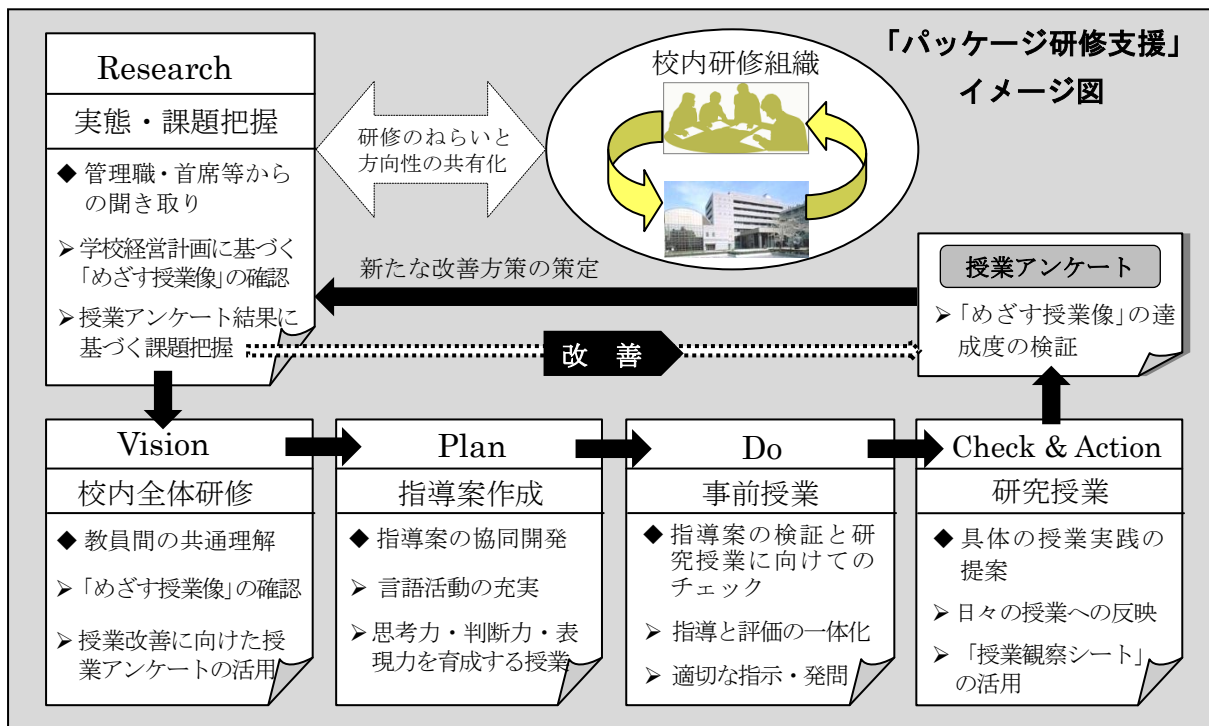 「パッケージ研修支援」
イメージ図
Research
実態・課題把握
◆ 管理職・首席等から
の聞き取り
➢ 学校経営計画に基づく
「めざす授業像」の確認
➢ 授業アンケート結果に
基づく課題把握
研修のねらいと
方向性の共有化
校内研修組織
新たな改善方策の策定
授業アンケート
➢ 「めざす授業像」の達
成度の検証
改 善
Vision
校内全体研修
◆ 教員間の共通理解
➢ 「めざす授業像」の確認
➢ 授業改善に向けた授
業アンケートの活用
Plan
指導案作成
◆ 指導案の協同開発
➢ 言語活動の充実
➢ 思考力・判断力・表
現力を育成する授業
Do
事前授業
◆ 指導案の検証と研
究授業に向けての
チェック
➢ 指導と評価の一体化
➢ 適切な指示・発問
Check & Action
研究授業
◆ 具体の授業実践の
提案
➢ 日々の授業への反映
➢ 「授業観察シート」
の活用